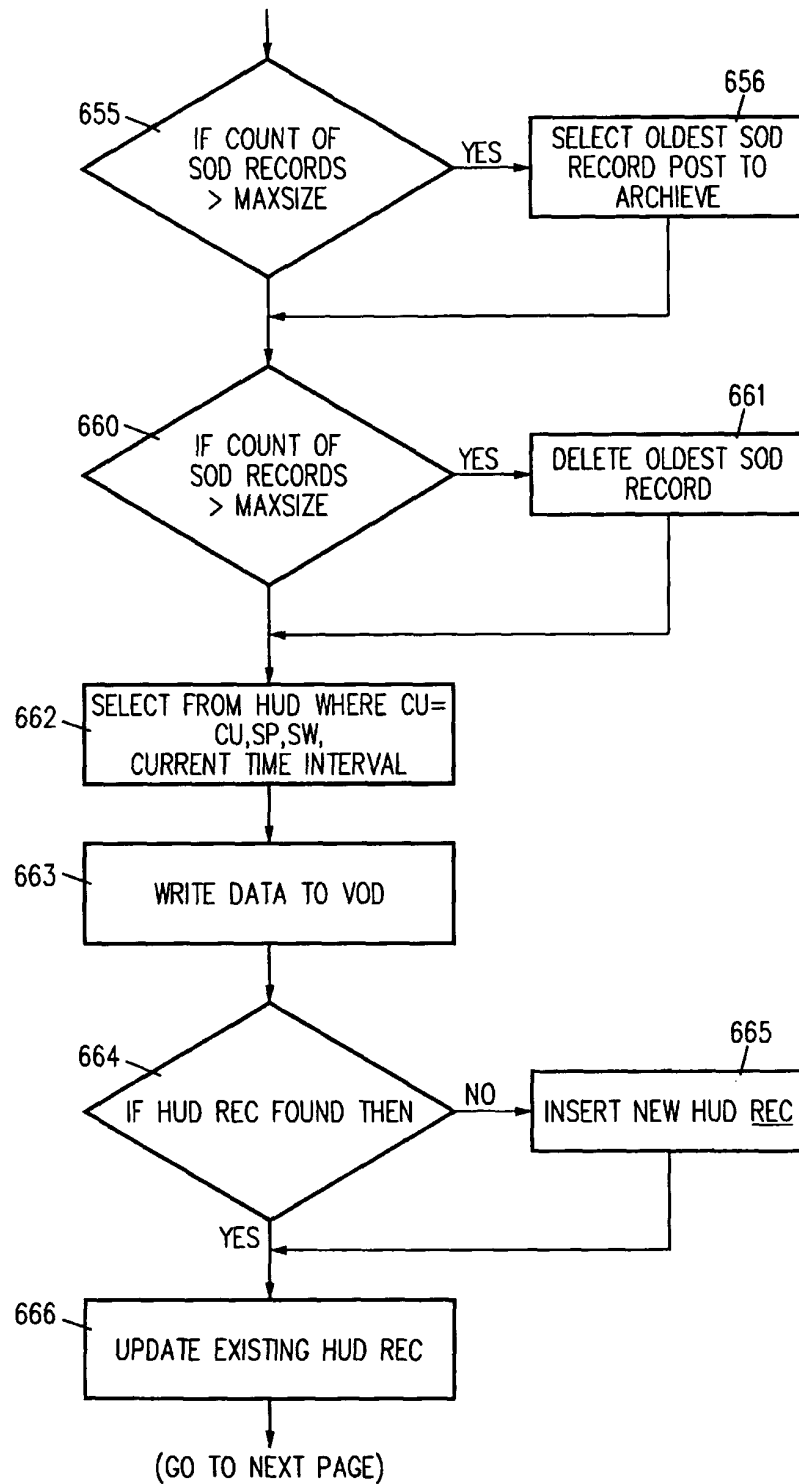 655
IF COUNT OF
SOD RECORDS
> MAXSIZE
YES
656
SELECT OLDEST SOD
RECORD POST TO
ARCHIEVE
660
IF COUNT OF
SOD RECORDS
> MAXSIZE
YES
661
DELETE OLDEST SOD
RECORD
662
SELECT FROM HUD WHERE CU=
CU,SP,SW,
CURRENT TIME INTERVAL
663
WRITE DATA TO VOD
664
IF HUD REC FOUND THEN
NO
665
INSERT NEW HUD REC
YES
666
UPDATE EXISTING HUD REC
(GO TO NEXT PAGE)